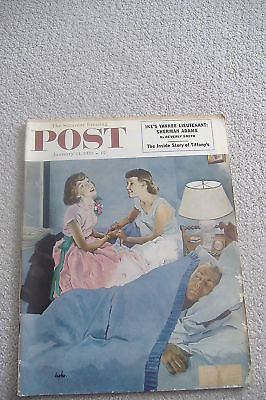 The Saturday Evening
POST
IKE'S YANKEE LIEUTENANT:
SHERMAN ADAMS
By BEVERLY SMITH
The Inside Story of Tiffany's